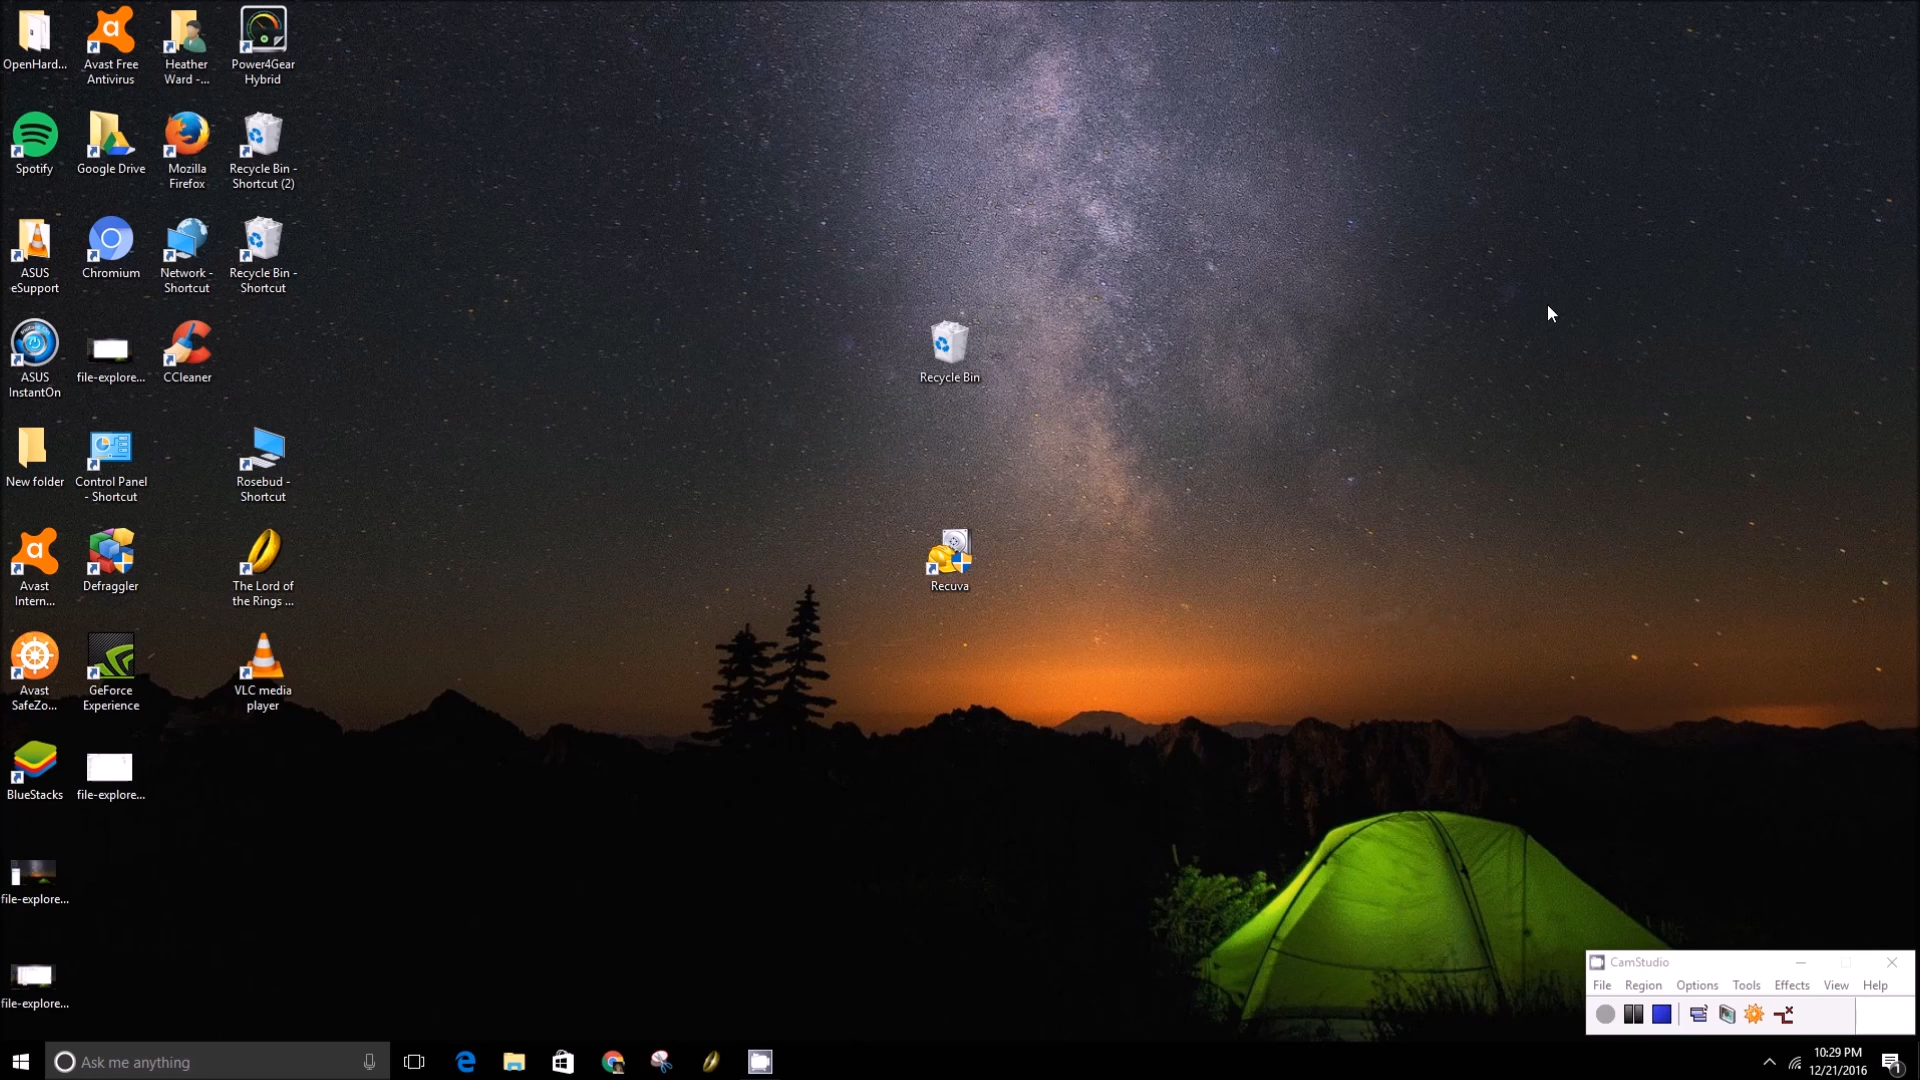 OpenHard...
Avast Free
Antivirus
Heather
Ward -...
Power4Gear
Hybrid
Spotify
Google Drive
Mozilla
Firefox
Recycle Bin -
Shortcut (2)
ASUS
eSupport
Chromium
Network -
Shortcut
Recycle Bin -
Shortcut
ASUS
InstantOn
file-explore...
CCleaner
Recycle Bin
New folder
Control Panel
- Shortcut
Rosebud -
Shortcut
Avast
Intern...
Defraggler
The Lord of
the Rings ...
Recuva
Avast
SafeZo...
GeForce
Experience
VLC media
player
BlueStacks
file-explore...
file-explore...
file-explore...
CamStudio
File Region Options Tools Effects View Help
Ask me anything
10:29 PM
12/21/2016
1